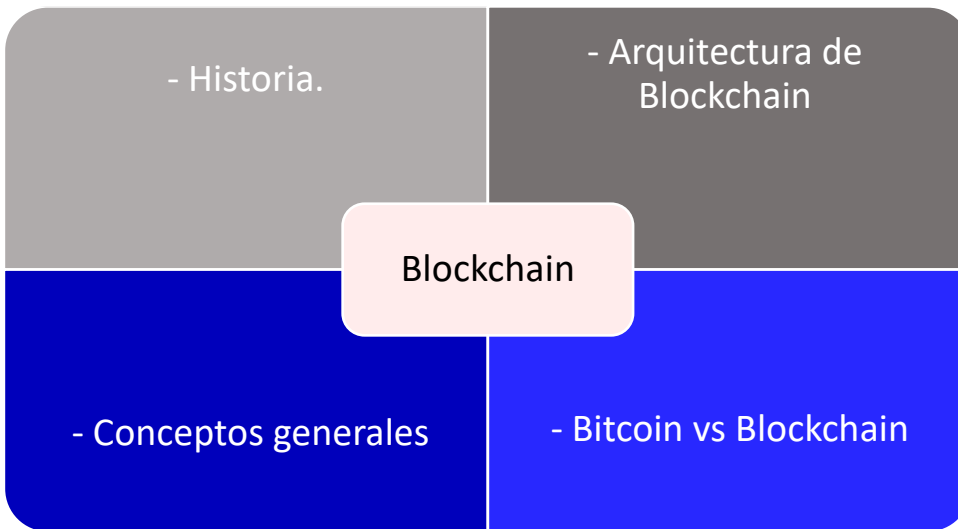 - Historia.
- Arquitectura de
Blockchain
Blockchain
- Conceptos generales
- Bitcoin vs Blockchain